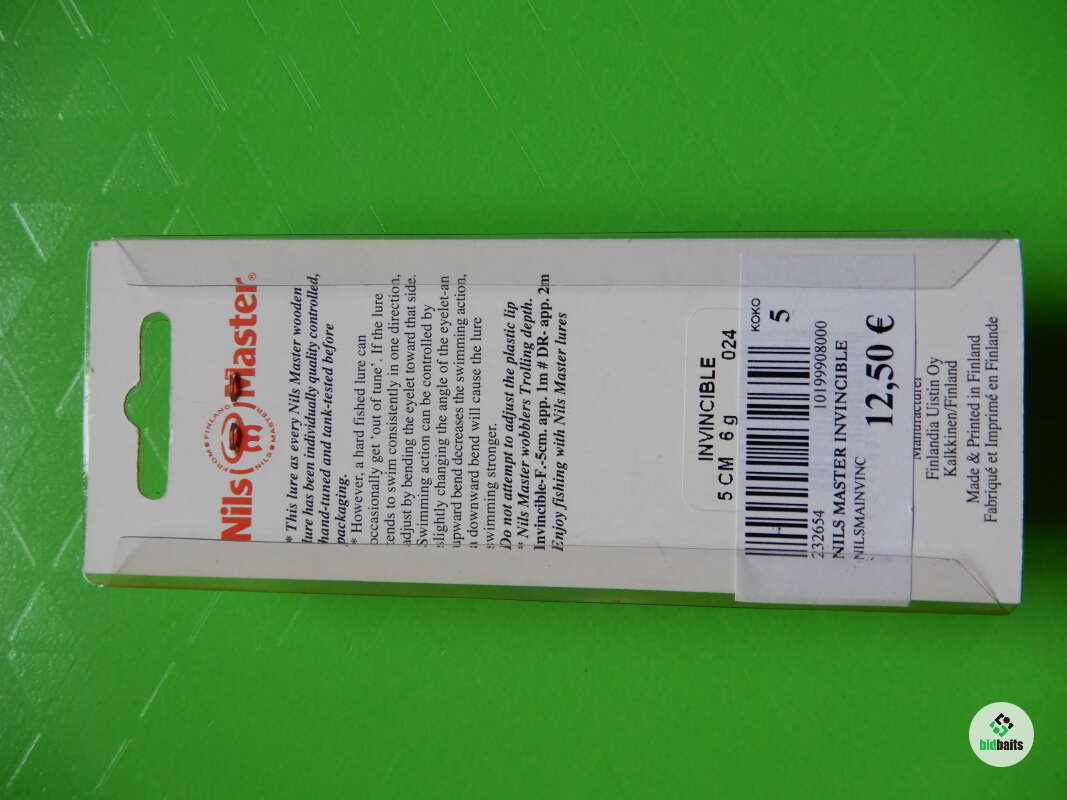 Nils Master®
FROM • FINLAND
NILS • MASTER
* This lure as every Nils Master wooden
lure has been individually quality controlled,
hand-tuned and tank-tested before
packaging.
* However, a hard fished lure can
occasionally get 'out of tune'. If the lure
tends to swim consistently in one direction,
adjust by bending the eyelet toward that side.
Swimming action can be controlled by
slightly changing the angle of the eyelet-an
upward bend decreases the swimming action,
a downward bend will cause the lure
swimming stronger.
Do not attempt to adjust the plastic lip
* Nils Master wobblers Trolling depth.
Invincible-F.-5cm. app. 1m # DR- app. 2m
Enjoy fishing with Nils Master lures
INVINCIBLE
5 CM 6 g 024
KOKO
5
232654 10199908000
NILS MASTER INVINCIBLE
NILSMAINVINC
12,50 €
Manufacturer
Finlandia Uistin Oy
Kalkkinen/Finland
Made & Printed in Finland
Fabriqué et Imprimé en Finlande
bidbaits